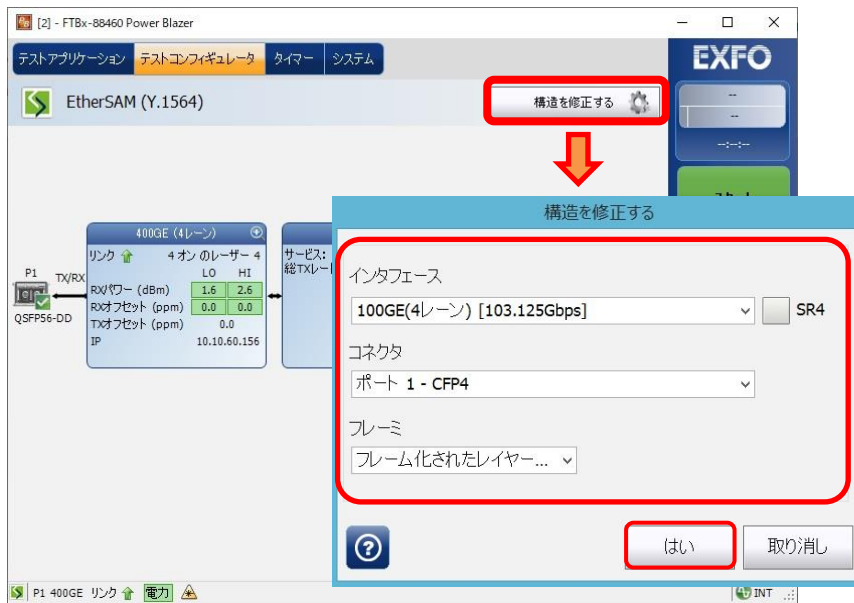 [2] - FTBx-88460 Power Blazer
テストアプリケーション テストコンフィギュレータ タイマー システム
EXFO
EtherSAM (Y.1564)
構造を修正する
--
--
--:--:--
構造を修正する
400GE (4レーン)
リンク 4 オン のレーザー 4
LO HI
RXパワー (dBm) 1.6 2.6
RXオフセット (ppm) 0.0 0.0
TXオフセット (ppm) 0.0
IP 10.10.60.156
P1 TX/RX
QSFP56-DD
サービス:
総TXレート
インタフェース
100GE(4レーン) [103.125Gbps] SR4
コネクタ
ポート 1 - CFP4
フレーミ
フレーム化されたレイヤー...
はい 取り消し
P1 400GE リンク 電力 INT